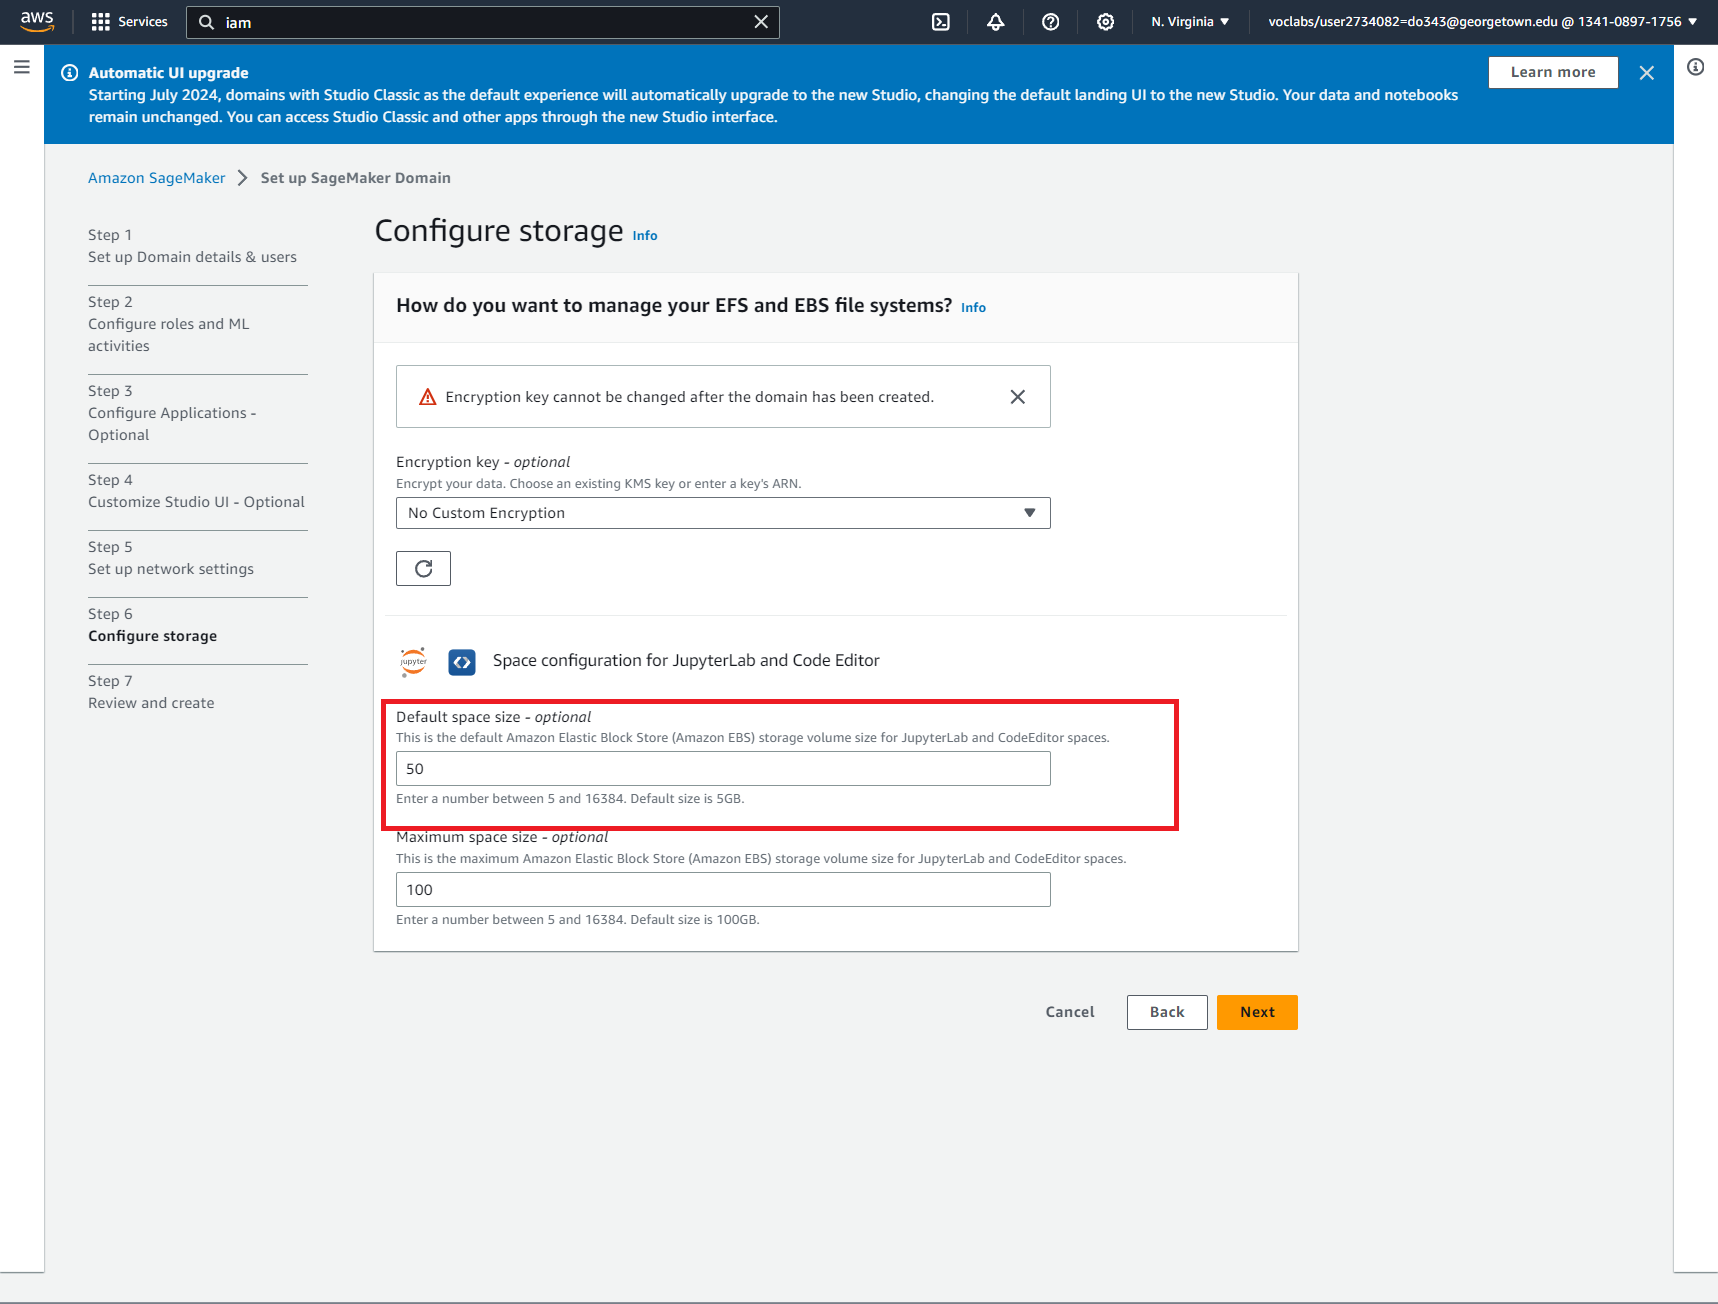 aws
Services
iam
N. Virginia ▼
voclabs/user2734082=do343@georgetown.edu @ 1341-0897-1756 ▼
Automatic UI upgrade
Starting July 2024, domains with Studio Classic as the default experience will automatically upgrade to the new Studio, changing the default landing UI to the new Studio. Your data and notebooks
remain unchanged. You can access Studio Classic and other apps through the new Studio interface.
Learn more
Amazon SageMaker
Set up SageMaker Domain
Step 1
Set up Domain details & users
Step 2
Configure roles and ML
activities
Step 3
Configure Applications -
Optional
Step 4
Customize Studio UI - Optional
Step 5
Set up network settings
Step 6
Configure storage
Step 7
Review and create
Configure storage Info
How do you want to manage your EFS and EBS file systems? Info
Encryption key cannot be changed after the domain has been created.
Encryption key - optional
Encrypt your data. Choose an existing KMS key or enter a key's ARN.
No Custom Encryption
jupyter
Space configuration for JupyterLab and Code Editor
Default space size - optional
This is the default Amazon Elastic Block Store (Amazon EBS) storage volume size for JupyterLab and CodeEditor spaces.
50
Enter a number between 5 and 16384. Default size is 5GB.
Maximum space size - optional
This is the maximum Amazon Elastic Block Store (Amazon EBS) storage volume size for JupyterLab and CodeEditor spaces.
100
Enter a number between 5 and 16384. Default size is 100GB.
Cancel
Back
Next